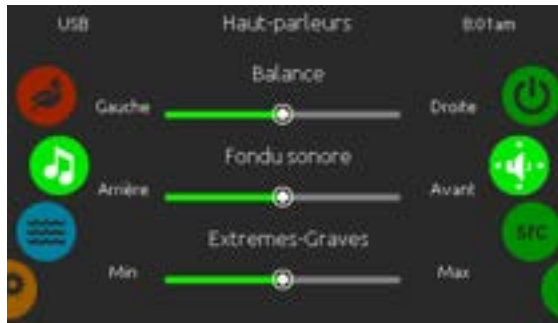 USB Haut-parleurs 8:01am
Balance
Gauche Droite
Fondu sonore
Arrière Avant
src
Extremes-Graves
Min Max